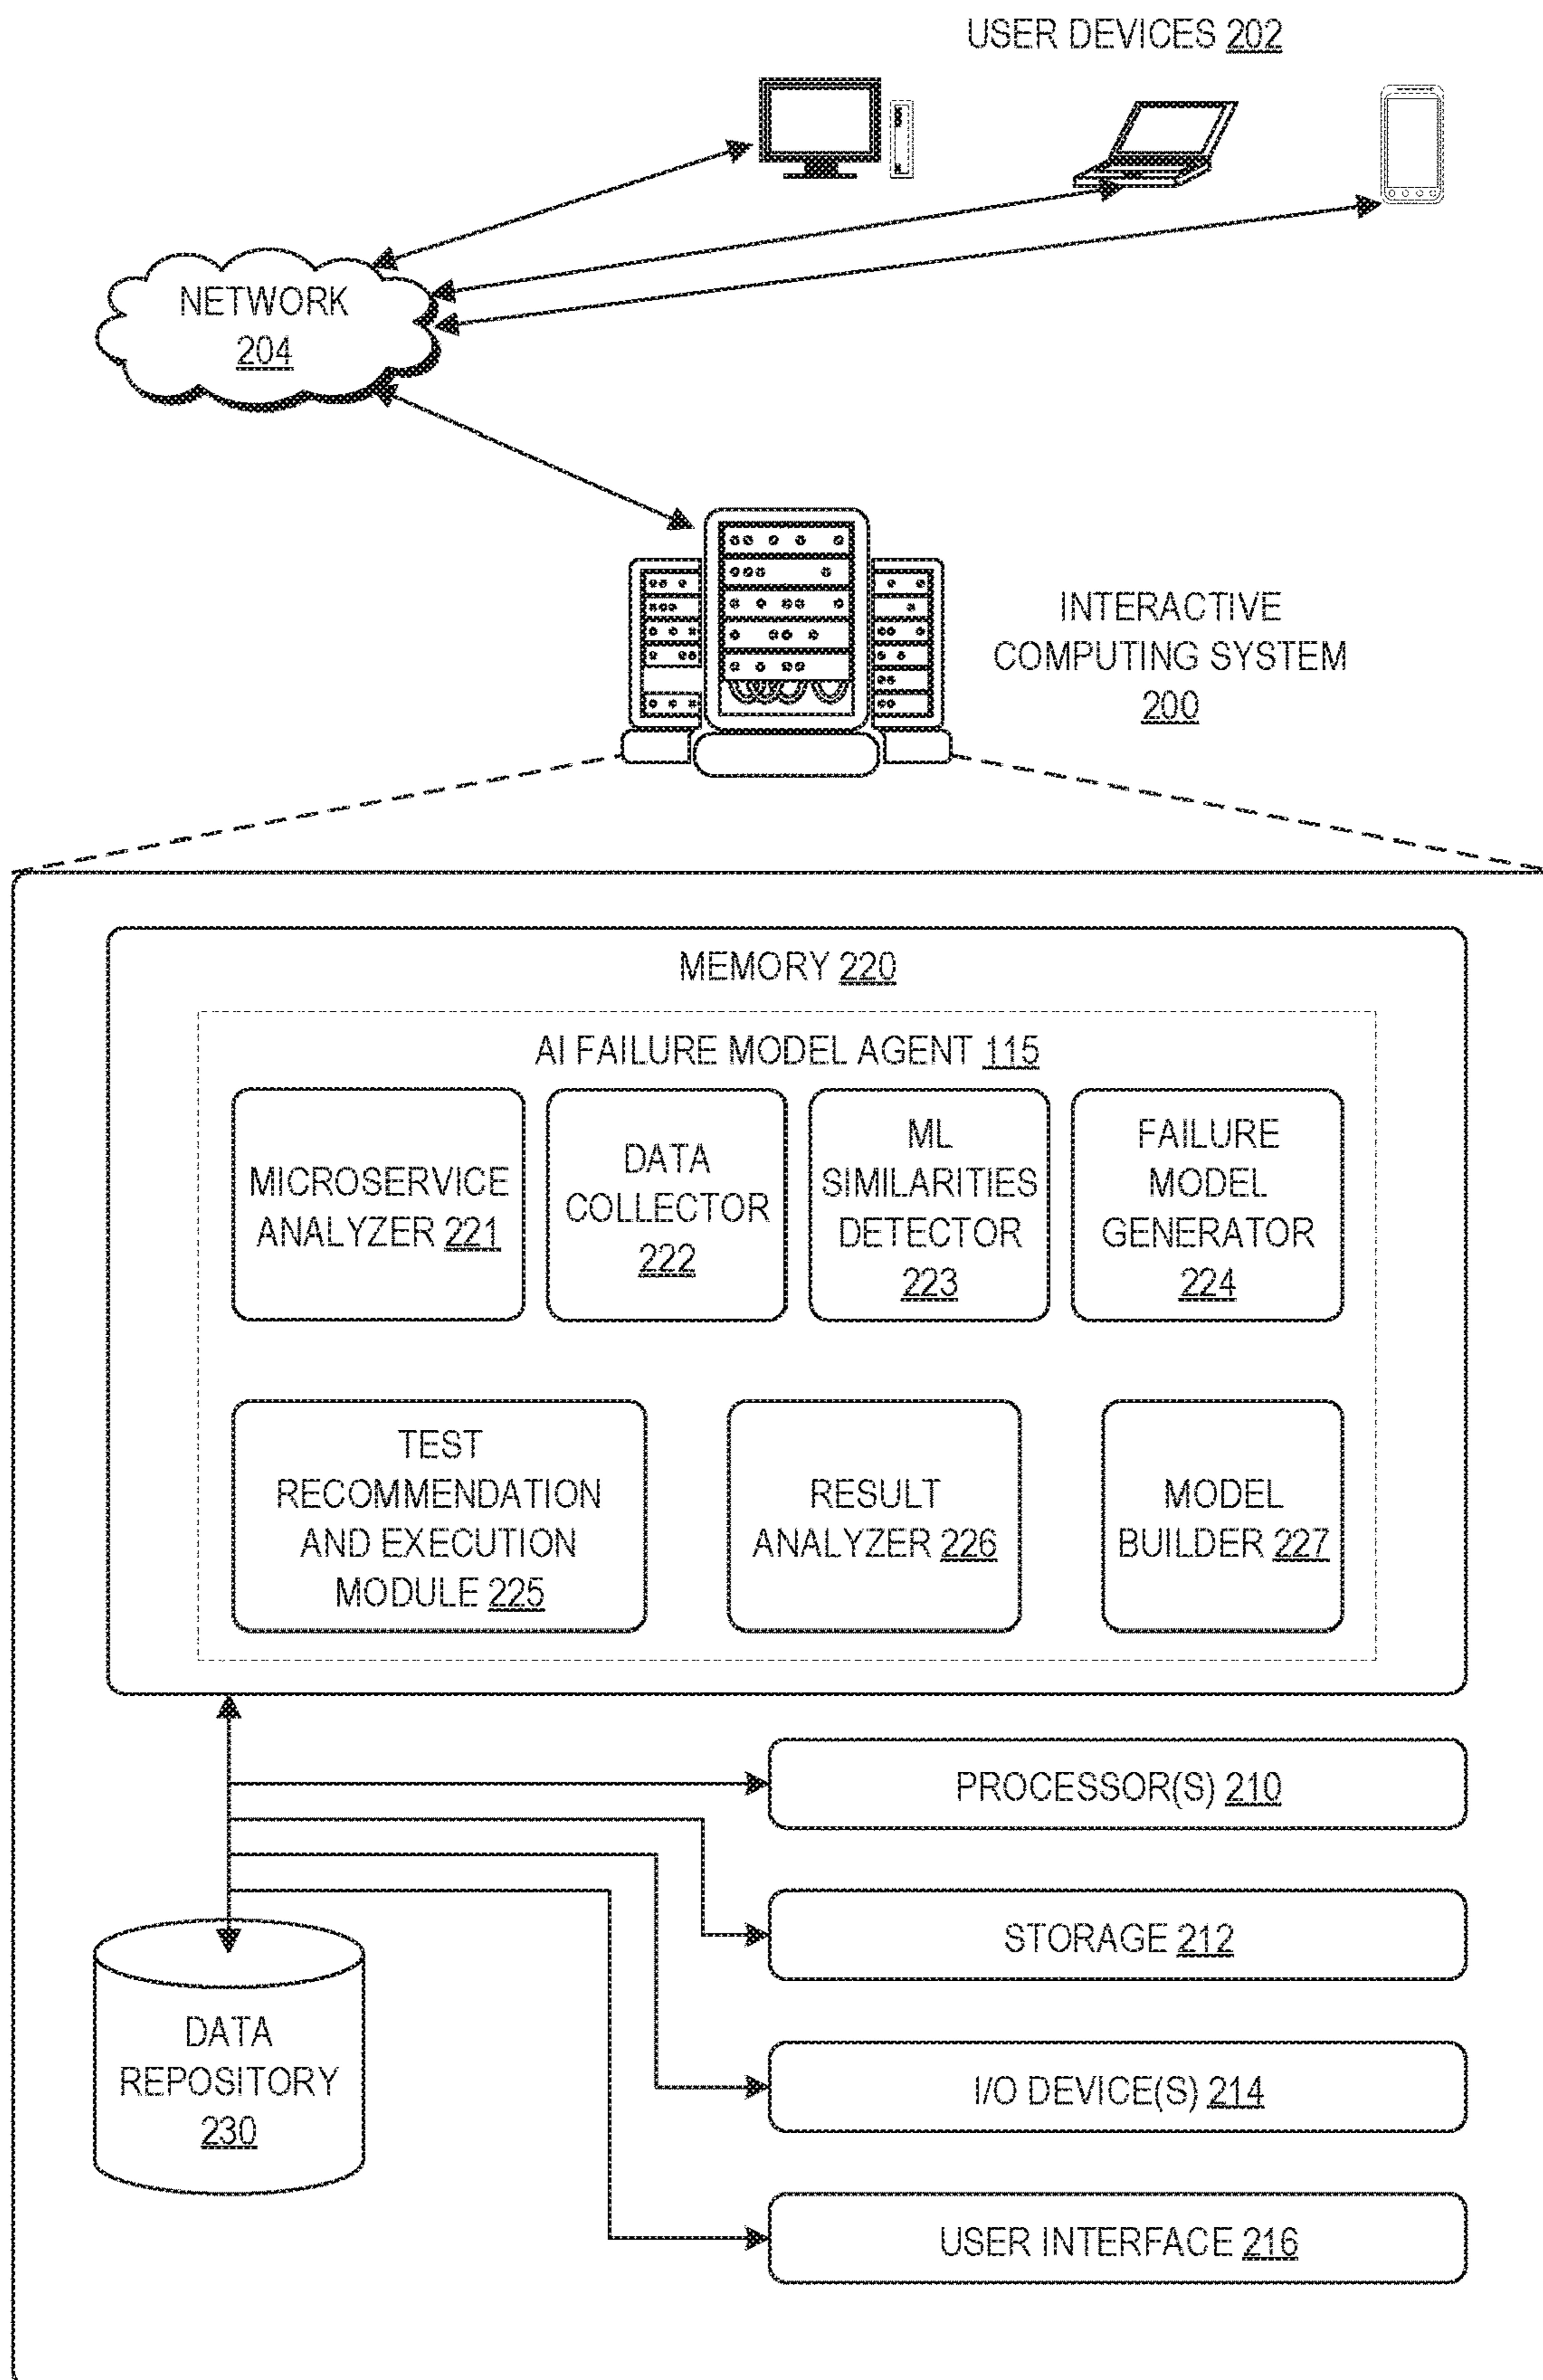 USER DEVICES 202
NETWORK
204
INTERACTIVE
COMPUTING SYSTEM
200
MEMORY 220
AI FAILURE MODEL AGENT 115
MICROSERVICE
ANALYZER 221
DATA
COLLECTOR
222
ML
SIMILARITIES
DETECTOR
223
FAILURE
MODEL
GENERATOR
224
TEST
RECOMMENDATION
AND EXECUTION
MODULE 225
RESULT
ANALYZER 226
MODEL
BUILDER 227
PROCESSOR(S) 210
STORAGE 212
DATA
REPOSITORY
230
I/O DEVICE(S) 214
USER INTERFACE 216